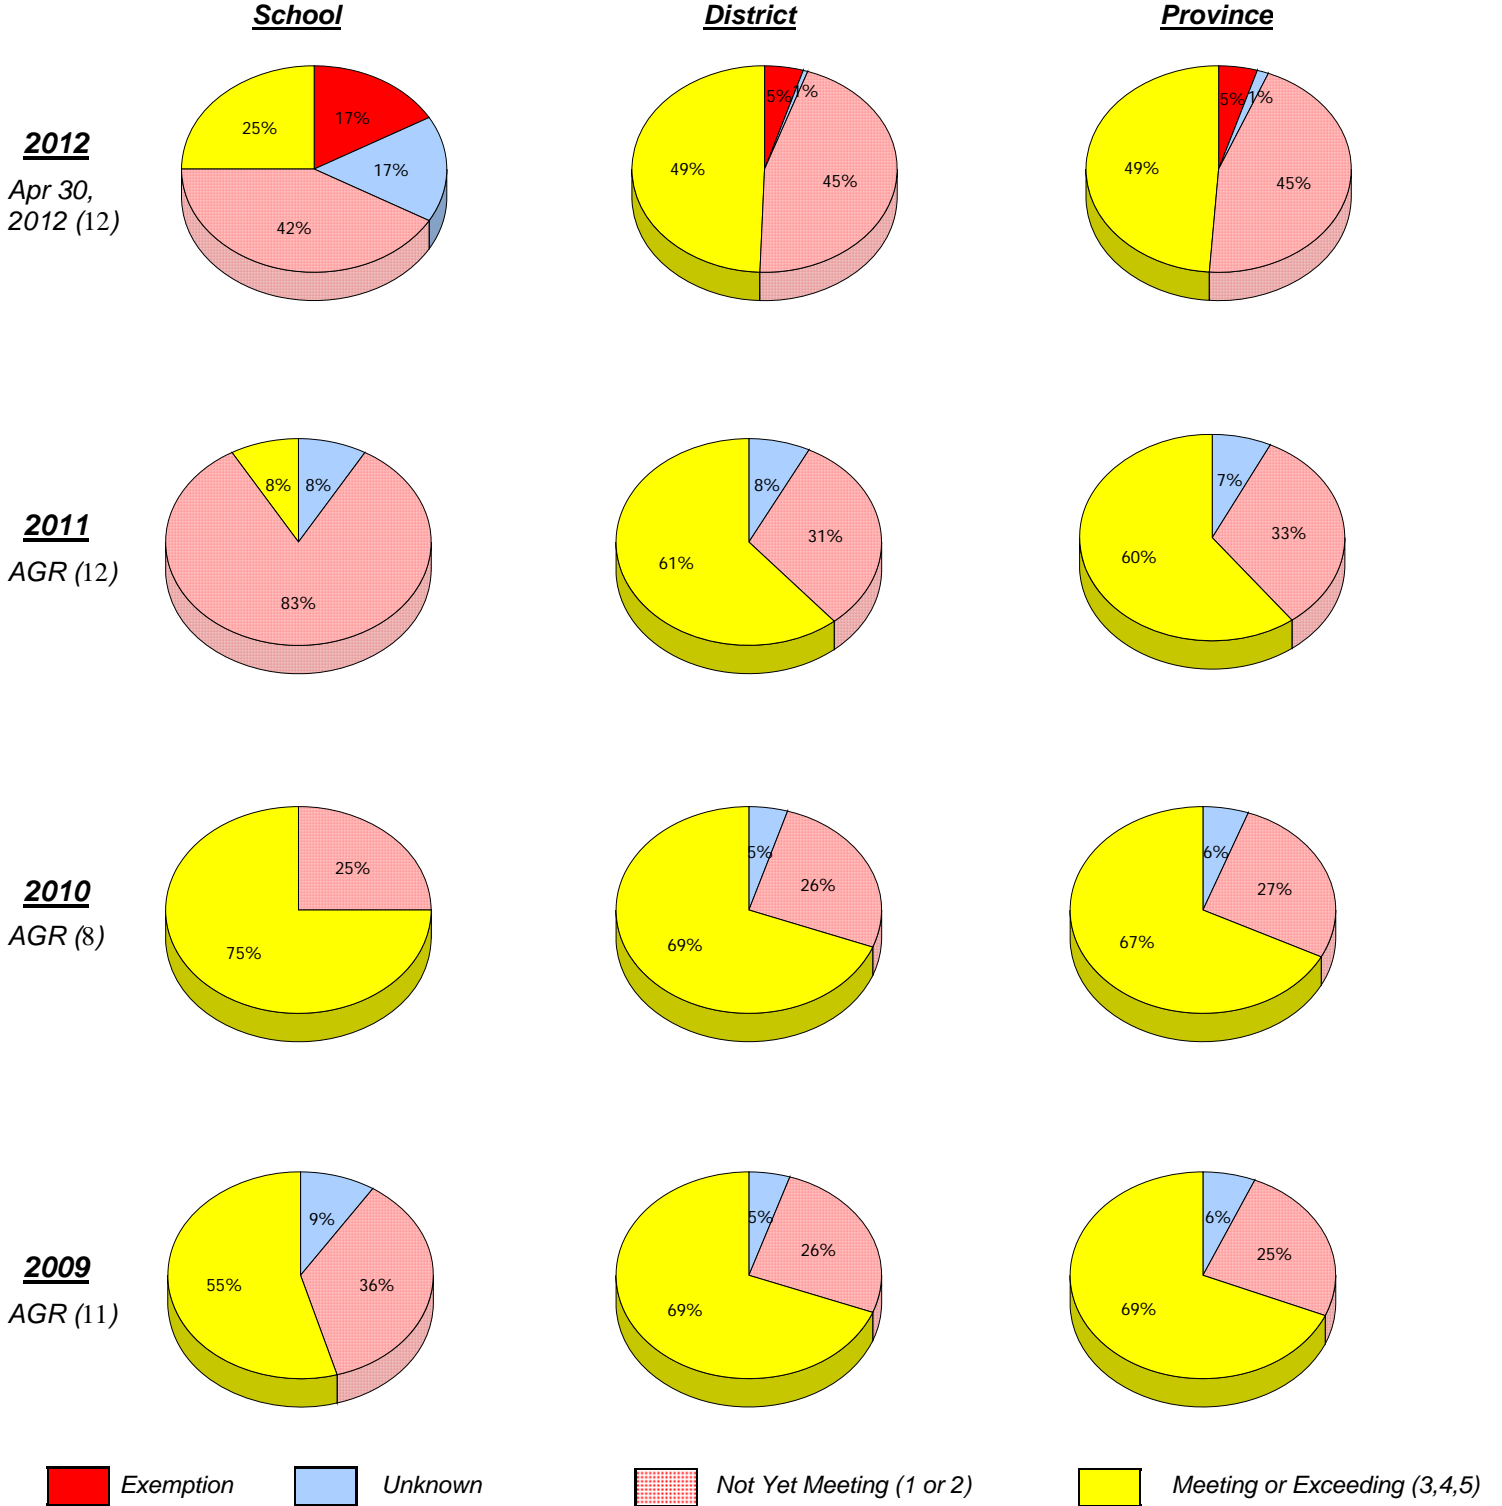 School District Province
2012
Apr 30,
2012 (12)
25% 17% 17% 42%
5% 1% 49% 45%
5% 1% 49% 45%
2011
AGR (12)
8% 8% 83%
8% 31% 61%
7% 33% 60%
2010
AGR (8)
25% 75%
5% 26% 69%
6% 27% 67%
2009
AGR (11)
9% 55% 36%
5% 26% 69%
6% 25% 69%
Exemption Unknown Not Yet Meeting (1 or 2) Meeting or Exceeding (3,4,5)